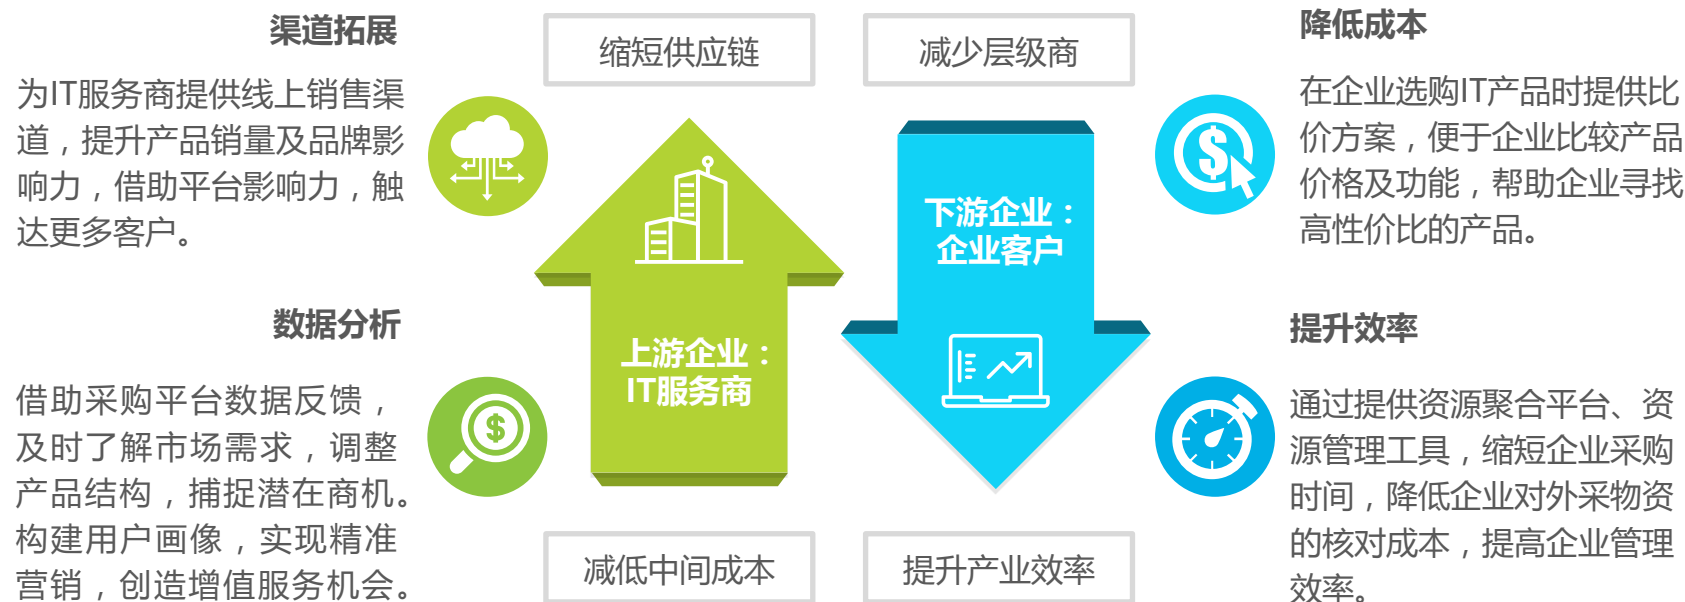 渠道拓展
为IT服务商提供线上销售渠
道，提升产品销量及品牌影
响力，借助平台影响力，触
达更多客户。
数据分析
借助采购平台数据反馈，
及时了解市场需求，调整
产品结构，捕捉潜在商机。
构建用户画像，实现精准
营销，创造增值服务机会。
缩短供应链
减少层级商
上游企业：
IT服务商
下游企业：
企业客户
减低中间成本
提升产业效率
降低成本
在企业选购IT产品时提供比
价方案，便于企业比较产品
价格及功能，帮助企业寻找
高性价比的产品。
提升效率
通过提供资源聚合平台、资
源管理工具，缩短企业采购
时间，降低企业对外采物资
的核对成本，提高企业管理
效率。